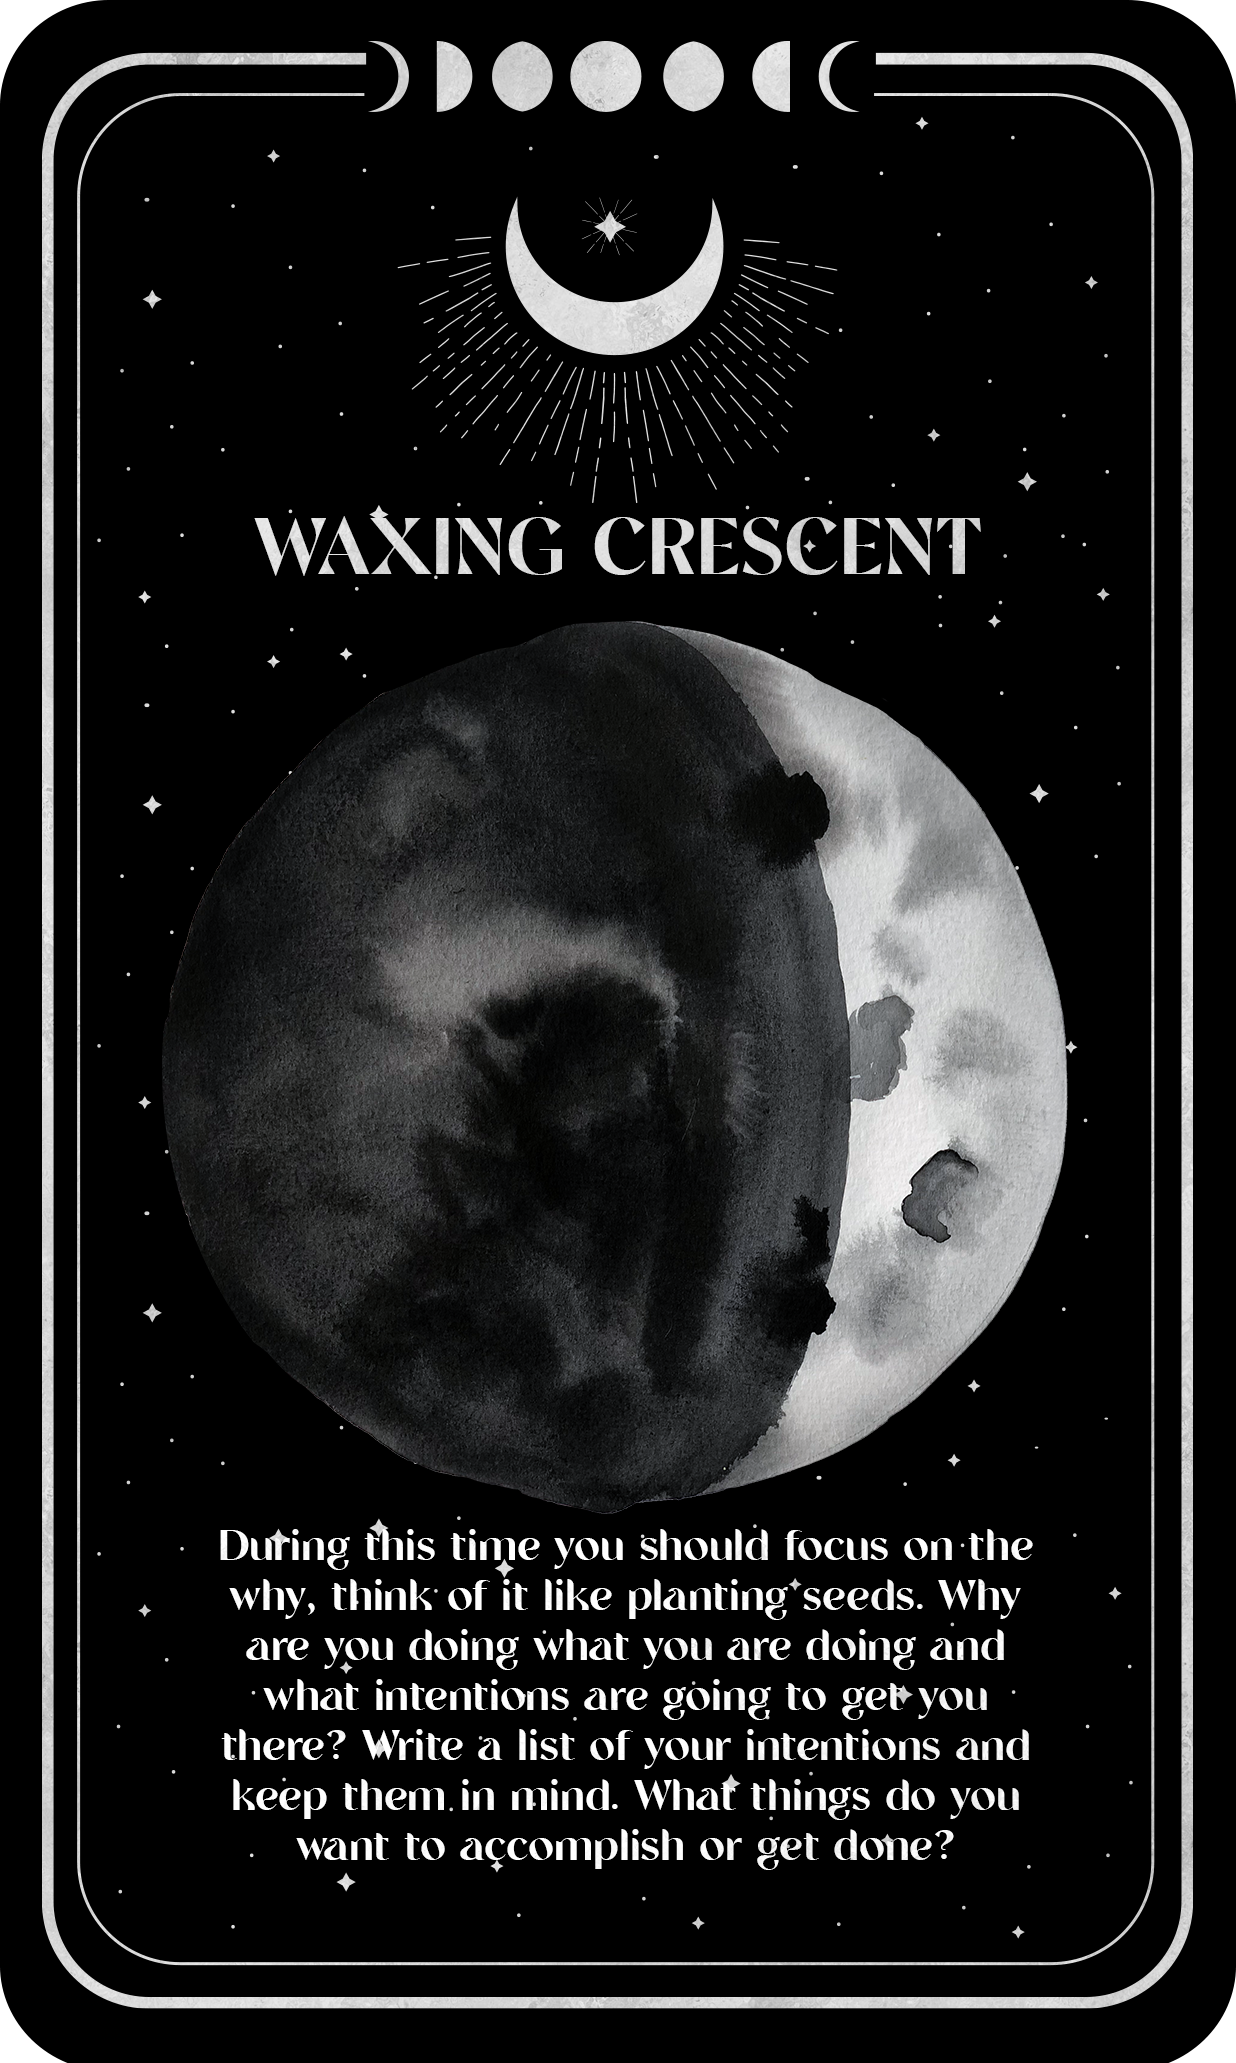 WAXING CRESCENT
During this time you should focus on the
why, think of it like planting seeds. Why
are you doing what you are doing and
what intentions are going to get you
there? Write a list of your intentions and
keep them in mind. What things do you
want to accomplish or get done?